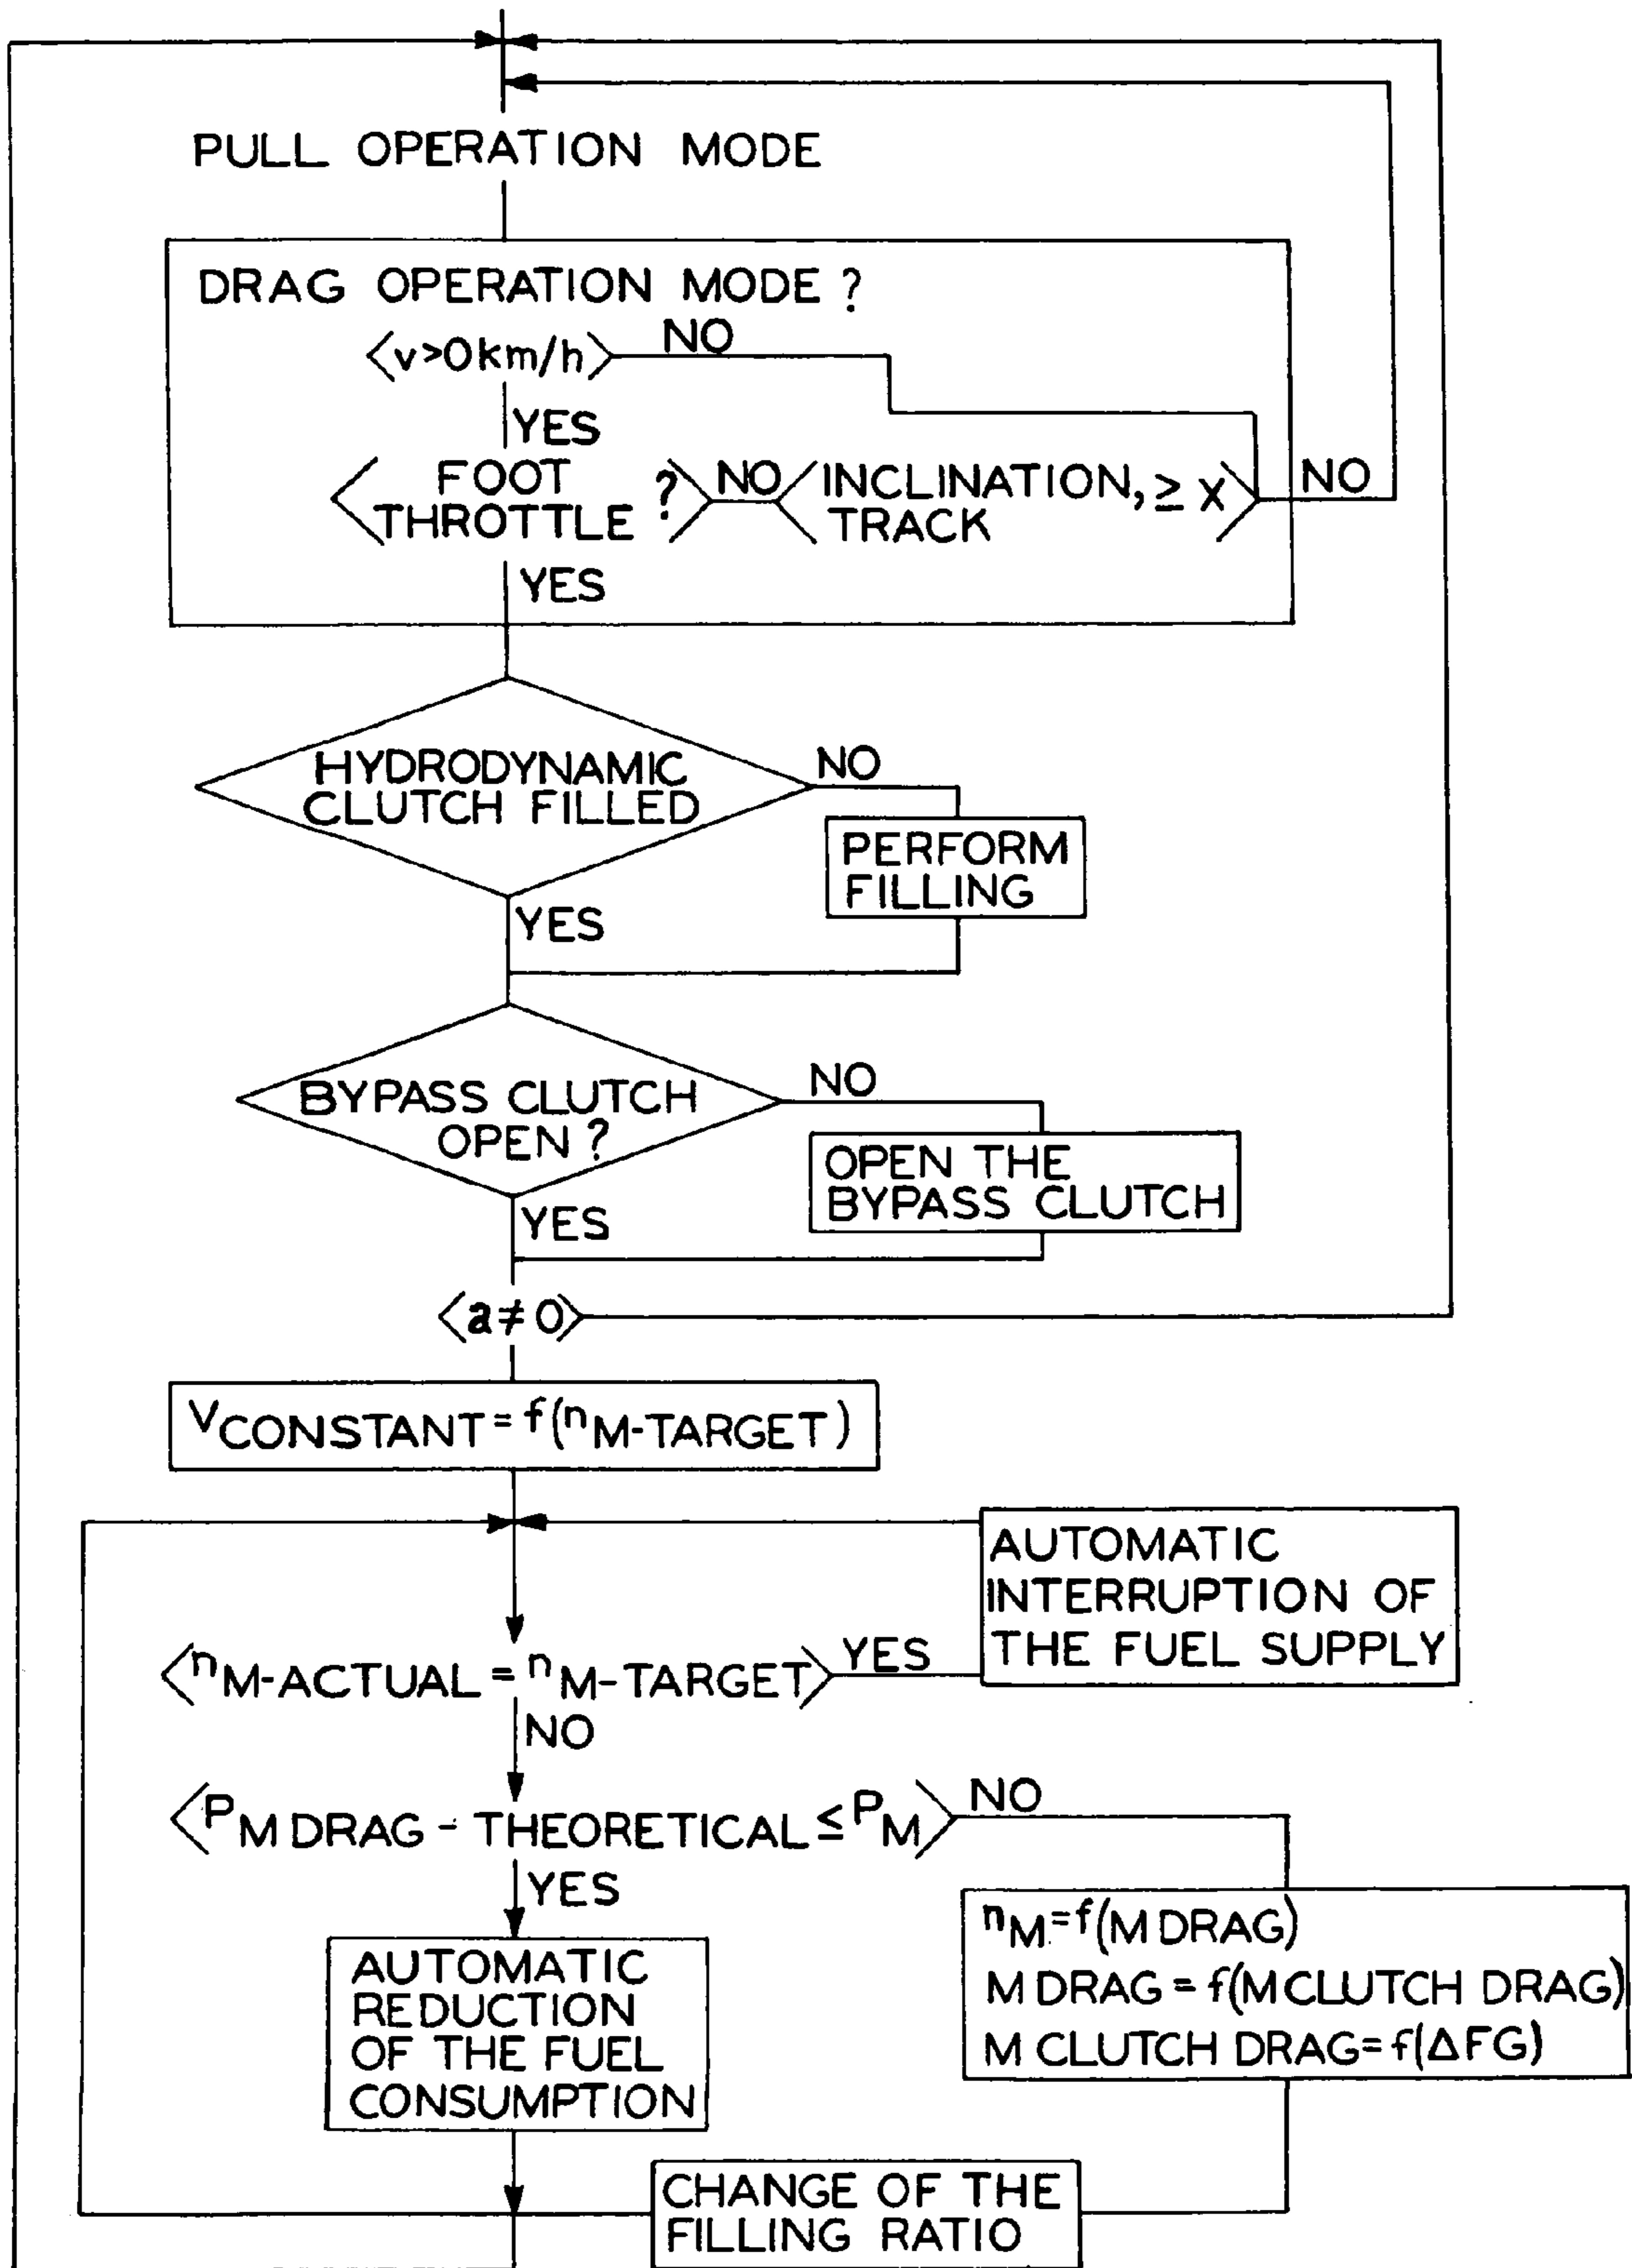 PULL OPERATION MODE
DRAG OPERATION MODE ?
v>0km/h
NO
YES
FOOT
THROTTLE ?
NO
INCLINATION, ≥ X
TRACK
NO
YES
HYDRODYNAMIC
CLUTCH FILLED
NO
PERFORM
FILLING
YES
BYPASS CLUTCH
OPEN ?
NO
OPEN THE
BYPASS CLUTCH
YES
a ≠ 0
VCONSTANT = f(nM-TARGET)
AUTOMATIC
INTERRUPTION OF
THE FUEL SUPPLY
nM-ACTUAL = nM-TARGET
YES
NO
PM DRAG - THEORETICAL ≤ PM
NO
YES
nM = f(M DRAG)
M DRAG = f(M CLUTCH DRAG)
M CLUTCH DRAG = f(ΔFG)
AUTOMATIC
REDUCTION
OF THE FUEL
CONSUMPTION
CHANGE OF THE
FILLING RATIO